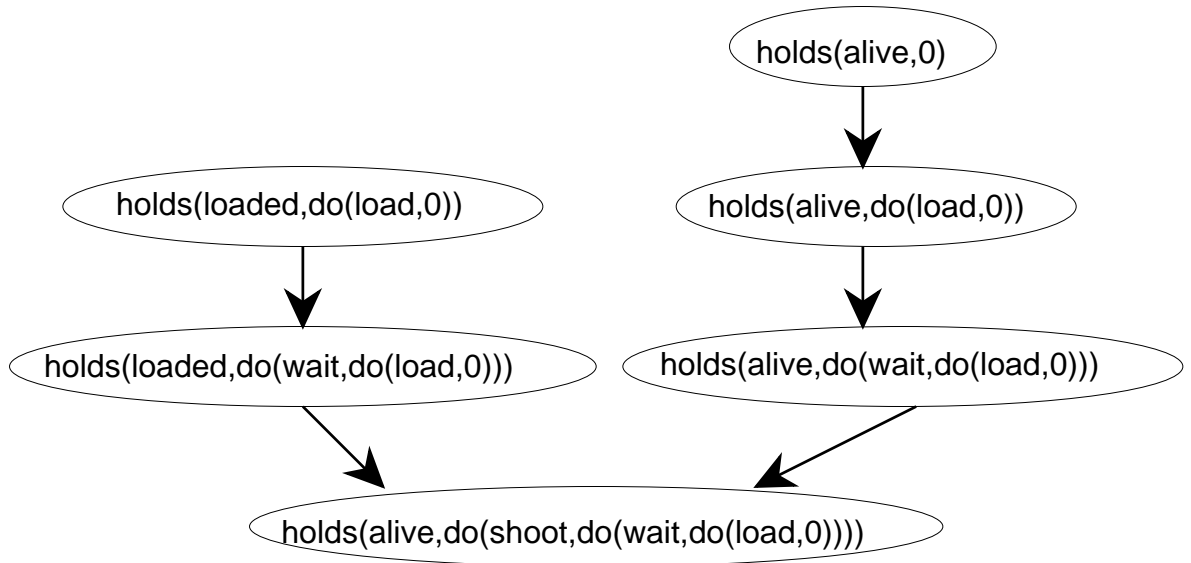 holds(alive,0)
holds(loaded,do(load,0))
holds(alive,do(load,0))
holds(loaded,do(wait,do(load,0)))
holds(alive,do(wait,do(load,0)))
holds(alive,do(shoot,do(wait,do(load,0))))